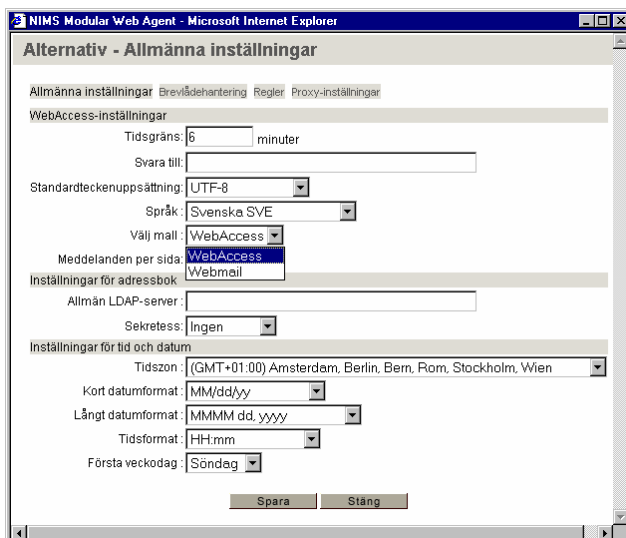 NIMS Modular Web Agent - Microsoft Internet Explorer
Alternativ - Allmänna inställningar
Allmänna inställningar Brevlådehantering Regler Proxy-inställningar
WebAccess-inställningar
Tidsgräns: 6 minuter
Svara till:
Standardteckenuppsättning: UTF-8
Språk : Svenska SVE
Välj mall : WebAccess
Meddelanden per sida: WebAccess
Webmail
Inställningar för adressbok
Allmän LDAP-server :
Sekretess: Ingen
Inställningar för tid och datum
Tidszon : (GMT+01:00) Amsterdam, Berlin, Bern, Rom, Stockholm, Wien
Kort datumformat : MM/dd/yy
Långt datumformat : MMMM dd, yyyy
Tidsformat : HH:mm
Första veckodag : Söndag
Spara Stäng